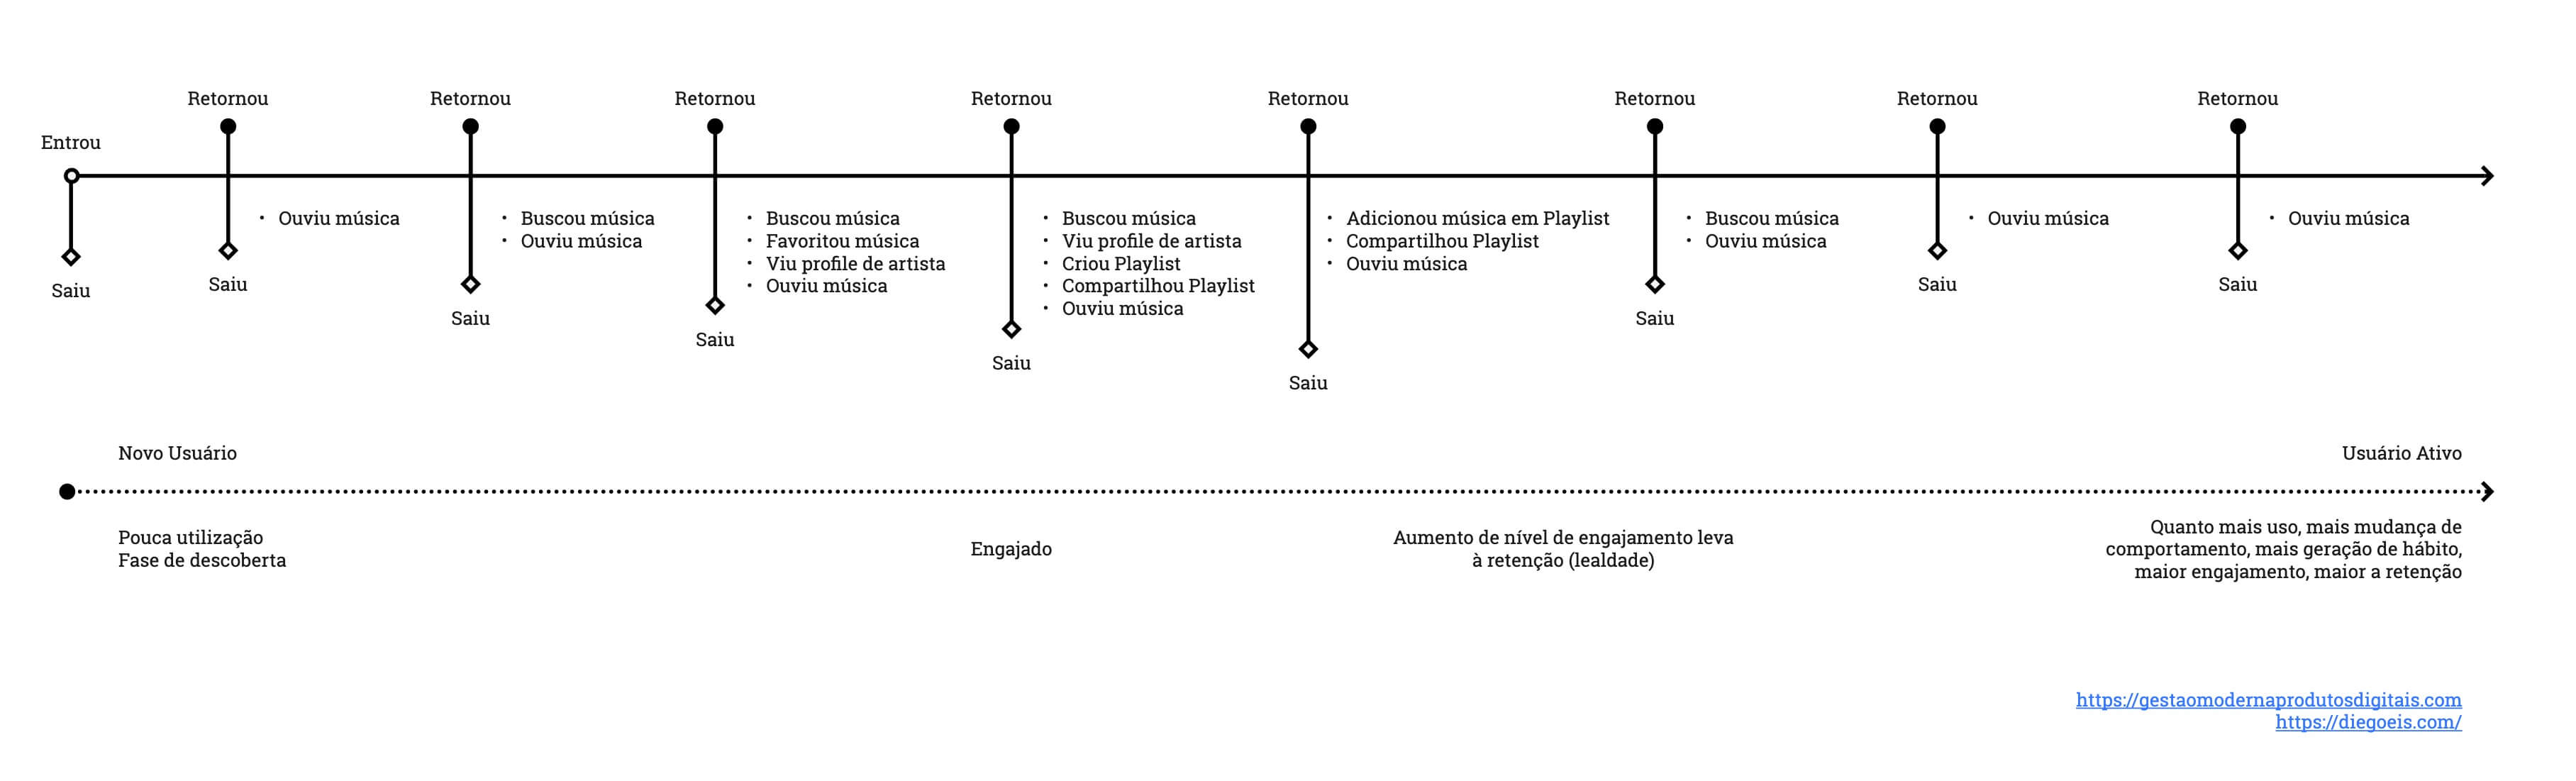 Entrou
Saiu
Retornou
• Ouviu música
Saiu
Retornou
• Buscou música
• Ouviu música
Saiu
Retornou
• Buscou música
• Favoritou música
• Viu profile de artista
• Ouviu música
Saiu
Retornou
• Buscou música
• Viu profile de artista
• Criou Playlist
• Compartilhou Playlist
• Ouviu música
Saiu
Retornou
• Adicionou música em Playlist
• Compartilhou Playlist
• Ouviu música
Saiu
Retornou
• Buscou música
• Ouviu música
Saiu
Retornou
• Ouviu música
Saiu
Retornou
• Ouviu música
Saiu
Novo Usuário
Usuário Ativo
Pouca utilização
Fase de descoberta
Engajado
Aumento de nível de engajamento leva
à retenção (lealdade)
Quanto mais uso, mais mudança de
comportamento, mais geração de hábito,
maior engajamento, maior a retenção
https://gestaomodernaprodutosdigitais.com
https://diegoeis.com/